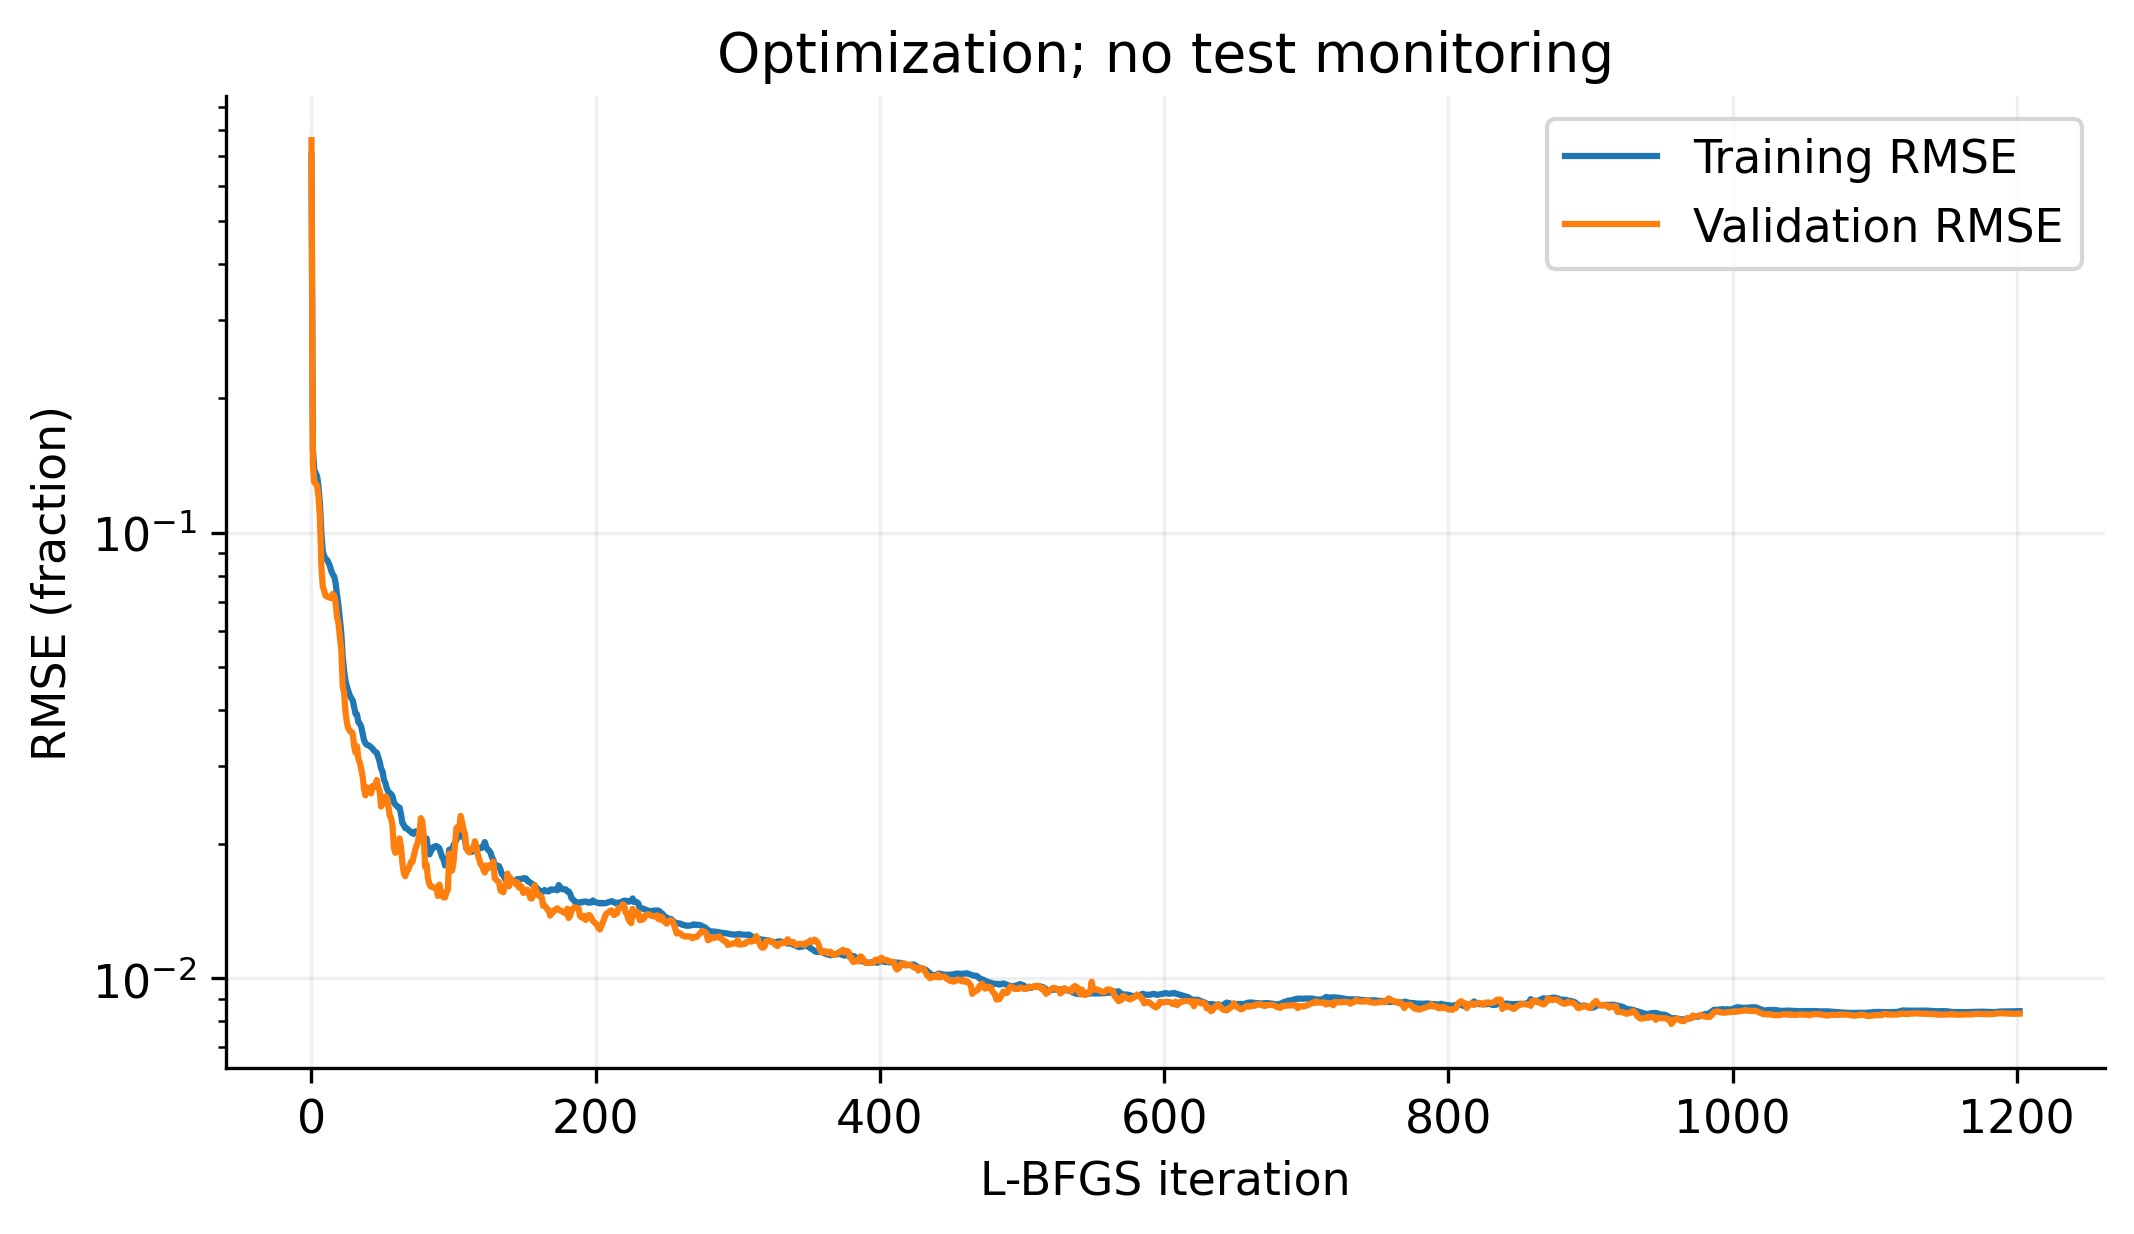 Optimization; no test monitoring
Training RMSE
Validation RMSE
RMSE (fraction)
10⁻¹
10⁻²
0 200 400 600 800 1000 1200
L-BFGS iteration